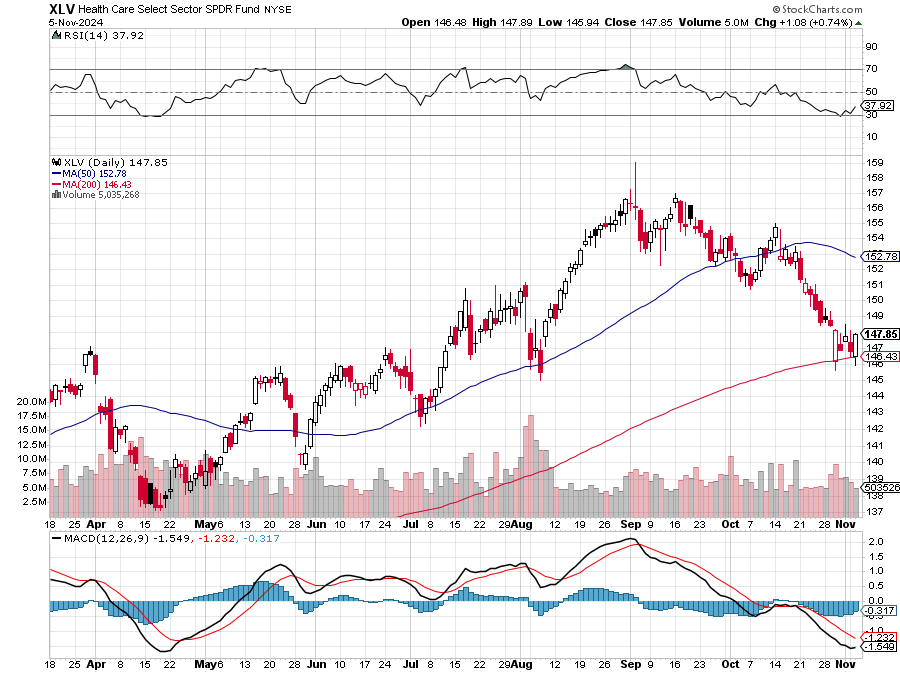 XLV Health Care Select Sector SPDR Fund NYSE
© StockCharts.com
5-Nov-2024
Open 146.48 High 147.89 Low 145.94 Close 147.85 Volume 5.0M Chg +1.08 (+0.74%)
RSI(14) 37.92
90
70
50
37.92
30
10
XLV (Daily) 147.85
MA(50) 152.78
MA(200) 146.43
Volume 5,035,268
159
158
157
156
155
154
152.78
152
151
150
149
147.85
147
146.43
146
145
144
143
142
141
140
139
5035268
138
137
20.0M
17.5M
15.0M
12.5M
10.0M
7.5M
5.0M
2.5M
18 25 Apr 8 15 22 May 6 13 20 28 Jun 10 17 24 Jul 8 15 22 29 Aug 12 19 26 Sep 9 16 23 Oct 7 14 21 28 Nov
MACD(12,26,9) -1.549, -1.232, -0.317
2.0
1.5
1.0
0.5
0.0
-0.317
-0.5
-1.0
-1.232
-1.549
18 25 Apr 8 15 22 May 6 13 20 28 Jun 10 17 24 Jul 8 15 22 29 Aug 12 19 26 Sep 9 16 23 Oct 7 14 21 28 Nov